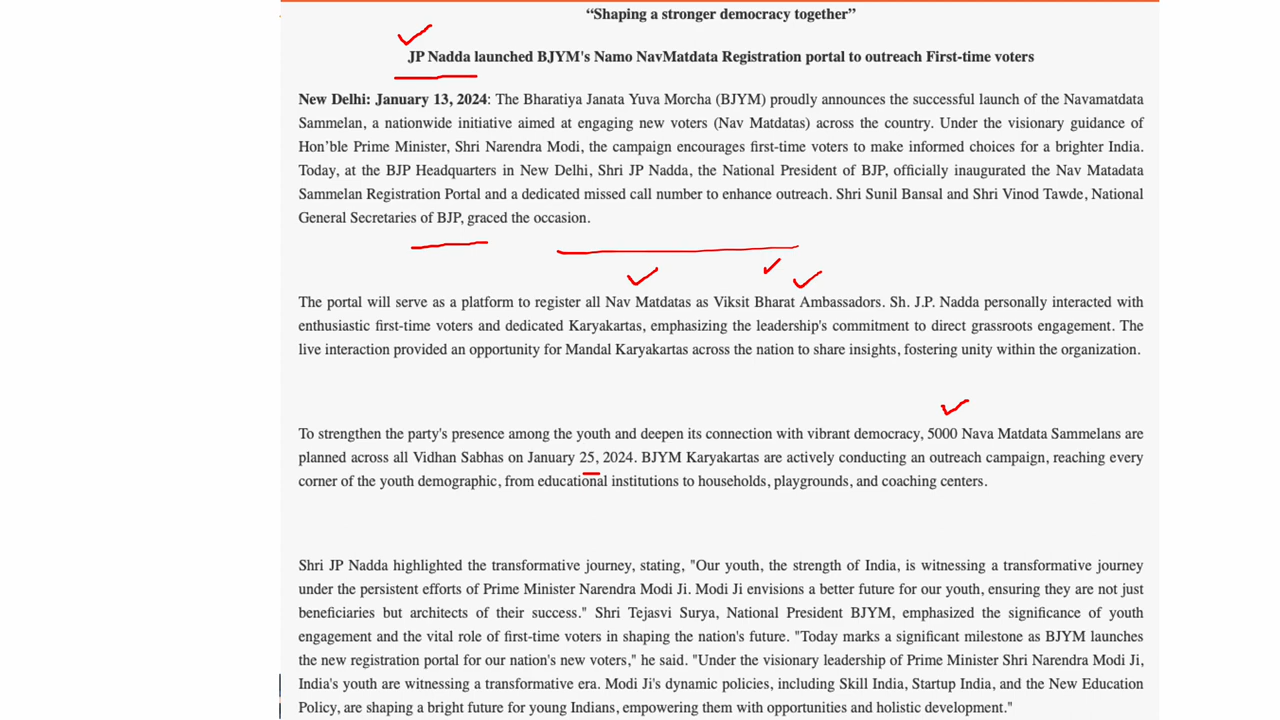 “Shaping a stronger democracy together”
JP Nadda launched BJYM's Namo NavMatdata Registration portal to outreach First-time voters
New Delhi: January 13, 2024: The Bharatiya Janata Yuva Morcha (BJYM) proudly announces the successful launch of the Navamatdata
Sammelan, a nationwide initiative aimed at engaging new voters (Nav Matdatas) across the country. Under the visionary guidance of
Hon’ble Prime Minister, Shri Narendra Modi, the campaign encourages first-time voters to make informed choices for a brighter India.
Today, at the BJP Headquarters in New Delhi, Shri JP Nadda, the National President of BJP, officially inaugurated the Nav Matadata
Sammelan Registration Portal and a dedicated missed call number to enhance outreach. Shri Sunil Bansal and Shri Vinod Tawde, National
General Secretaries of BJP, graced the occasion.
The portal will serve as a platform to register all Nav Matdatas as Viksit Bharat Ambassadors. Sh. J.P. Nadda personally interacted with
enthusiastic first-time voters and dedicated Karyakartas, emphasizing the leadership's commitment to direct grassroots engagement. The
live interaction provided an opportunity for Mandal Karyakartas across the nation to share insights, fostering unity within the organization.
To strengthen the party's presence among the youth and deepen its connection with vibrant democracy, 5000 Nava Matdata Sammelans are
planned across all Vidhan Sabhas on January 25, 2024. BJYM Karyakartas are actively conducting an outreach campaign, reaching every
corner of the youth demographic, from educational institutions to households, playgrounds, and coaching centers.
Shri JP Nadda highlighted the transformative journey, stating, "Our youth, the strength of India, is witnessing a transformative journey
under the persistent efforts of Prime Minister Narendra Modi Ji. Modi Ji envisions a better future for our youth, ensuring they are not just
beneficiaries but architects of their success." Shri Tejasvi Surya, National President BJYM, emphasized the significance of youth
engagement and the vital role of first-time voters in shaping the nation's future. "Today marks a significant milestone as BJYM launches
the new registration portal for our nation's new voters," he said. "Under the visionary leadership of Prime Minister Shri Narendra Modi Ji,
India's youth are witnessing a transformative era. Modi Ji's dynamic policies, including Skill India, Startup India, and the New Education
Policy, are shaping a bright future for young Indians, empowering them with opportunities and holistic development."